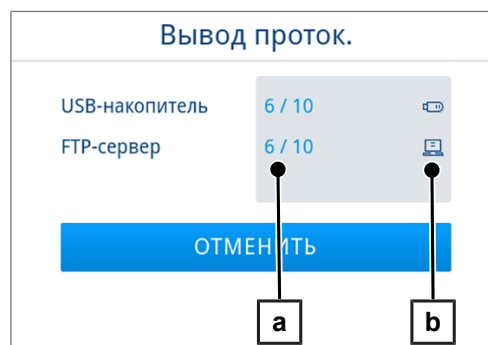 Вывод проток.
USB-накопитель 6 / 10
FTP-сервер 6 / 10
ОТМЕНИТЬ
a b